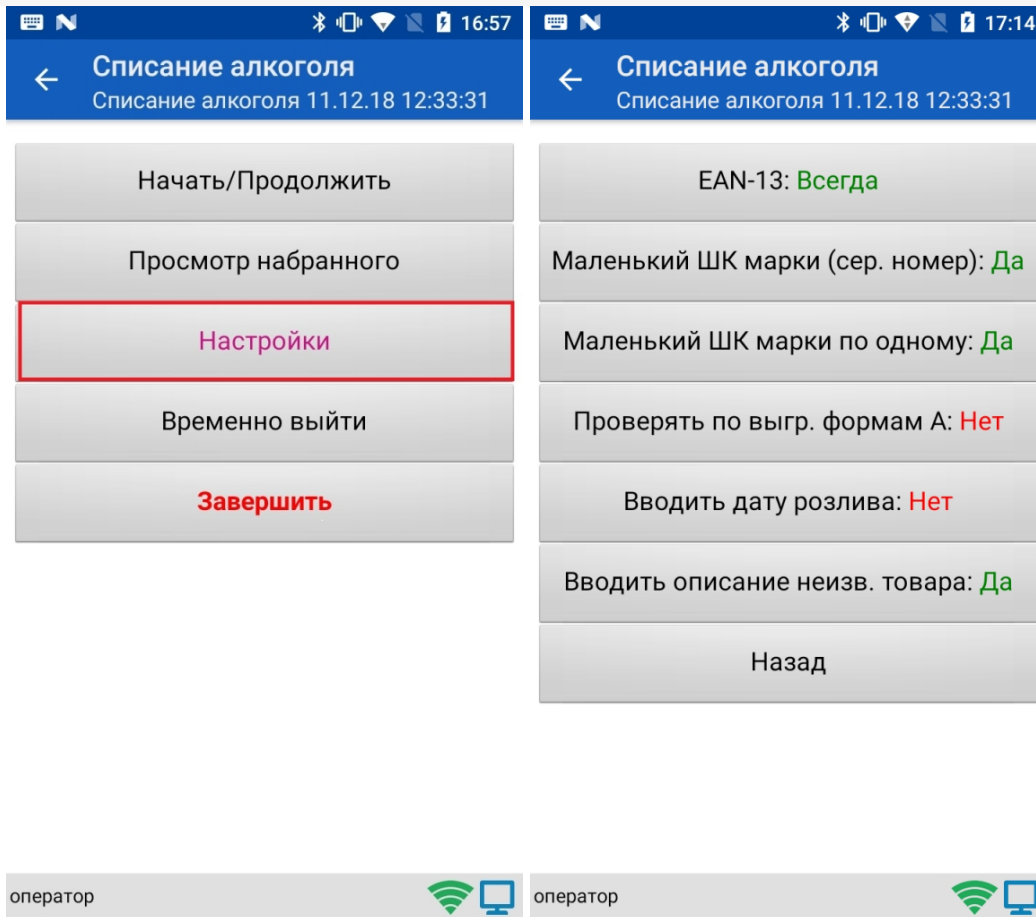 16:57
Списание алкоголя
Списание алкоголя 11.12.18 12:33:31
Начать/Продолжить
Просмотр набранного
Настройки
Временно выйти
Завершить
оператор
17:14
Списание алкоголя
Списание алкоголя 11.12.18 12:33:31
EAN-13: Всегда
Маленький ШК марки (сер. номер): Да
Маленький ШК марки по одному: Да
Проверять по выгр. формам А: Нет
Вводить дату розлива: Нет
Вводить описание неизв. товара: Да
Назад
оператор